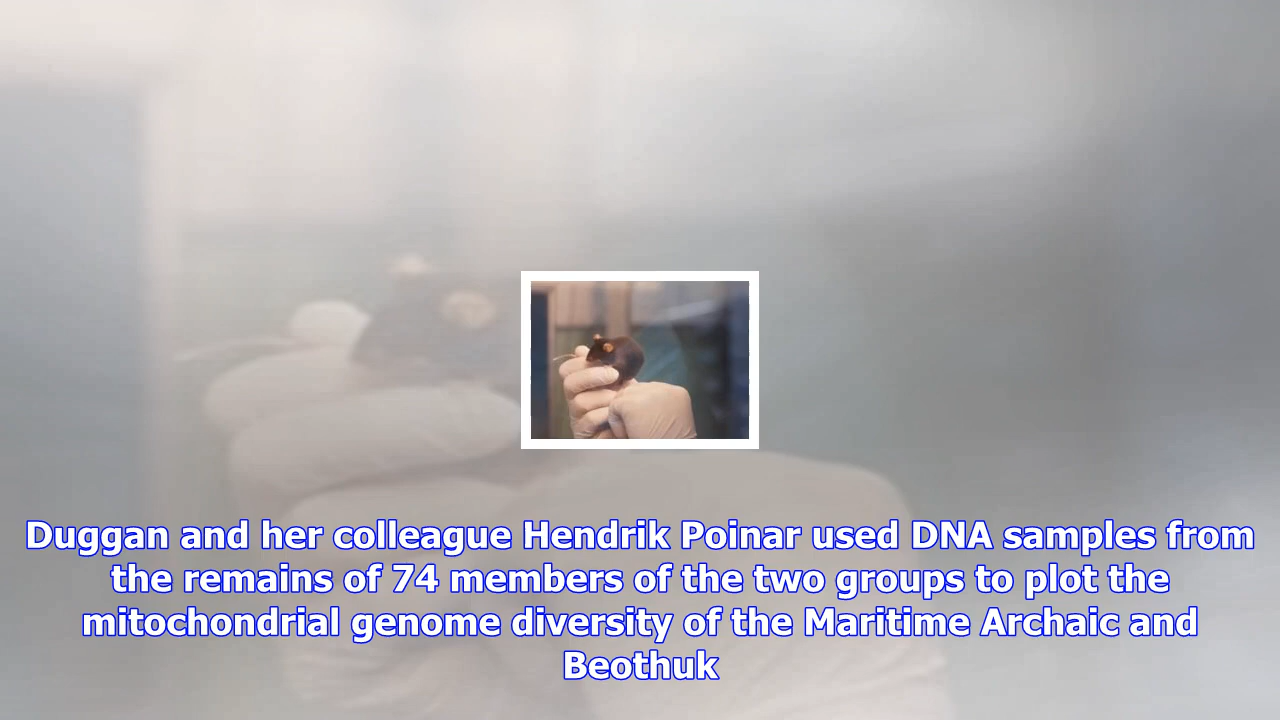 Duggan and her colleague Hendrik Poinar used DNA samples from
the remains of 74 members of the two groups to plot the
mitochondrial genome diversity of the Maritime Archaic and
Beothuk